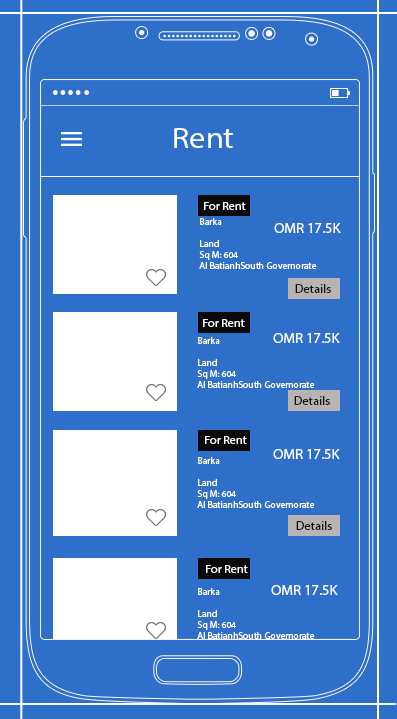 Rent
For Rent
Barka
OMR 17.5K
Land
Sq M: 604
Al BatianhSouth Governorate
Details
For Rent
Barka
OMR 17.5K
Land
Sq M: 604
Al BatianhSouth Governorate
Details
For Rent
Barka
OMR 17.5K
Land
Sq M: 604
Al BatianhSouth Governorate
Details
For Rent
Barka
OMR 17.5K
Land
Sq M: 604
Al BatianhSouth Governorate